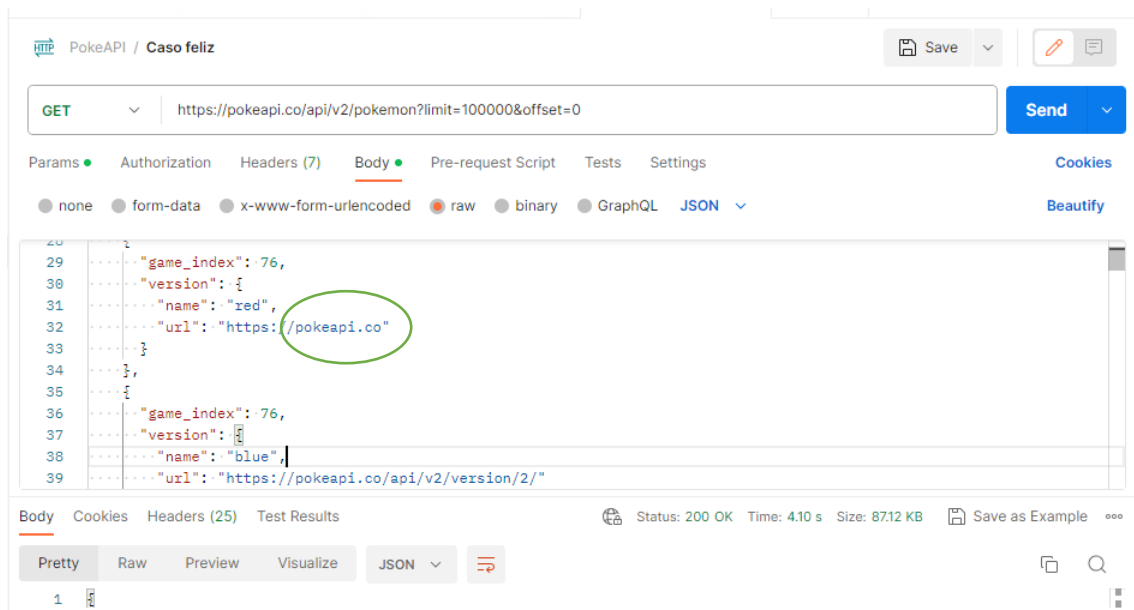 HTTP PokeAPI / Caso feliz Save
GET https://pokeapi.co/api/v2/pokemon?limit=100000&offset=0 Send
Params Authorization Headers (7) Body Pre-request Script Tests Settings Cookies
none form-data x-www-form-urlencoded raw binary GraphQL JSON Beautify
28 {
29 "game_index": 76,
30 "version": {
31 "name": "red",
32 "url": "https://pokeapi.co"
33 }
34 },
35 {
36 "game_index": 76,
37 "version": {
38 "name": "blue",
39 "url": "https://pokeapi.co/api/v2/version/2/"
Body Cookies Headers (25) Test Results Status: 200 OK Time: 4.10 s Size: 87.12 KB Save as Example
Pretty Raw Preview Visualize JSON
1 {